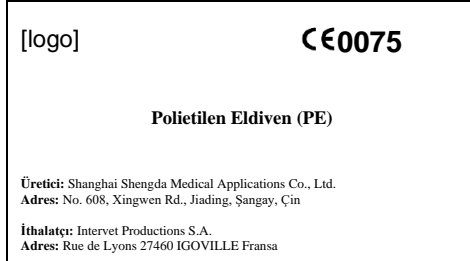 [logo]
CE0075
Polietilen Eldiven (PE)
Üretici: Shanghai Shengda Medical Applications Co., Ltd.
Adres: No. 608, Xingwen Rd., Jiading, Şangay, Çin
İthalatçı: Intervet Productions S.A.
Adres: Rue de Lyons 27460 IGOVILLE Fransa